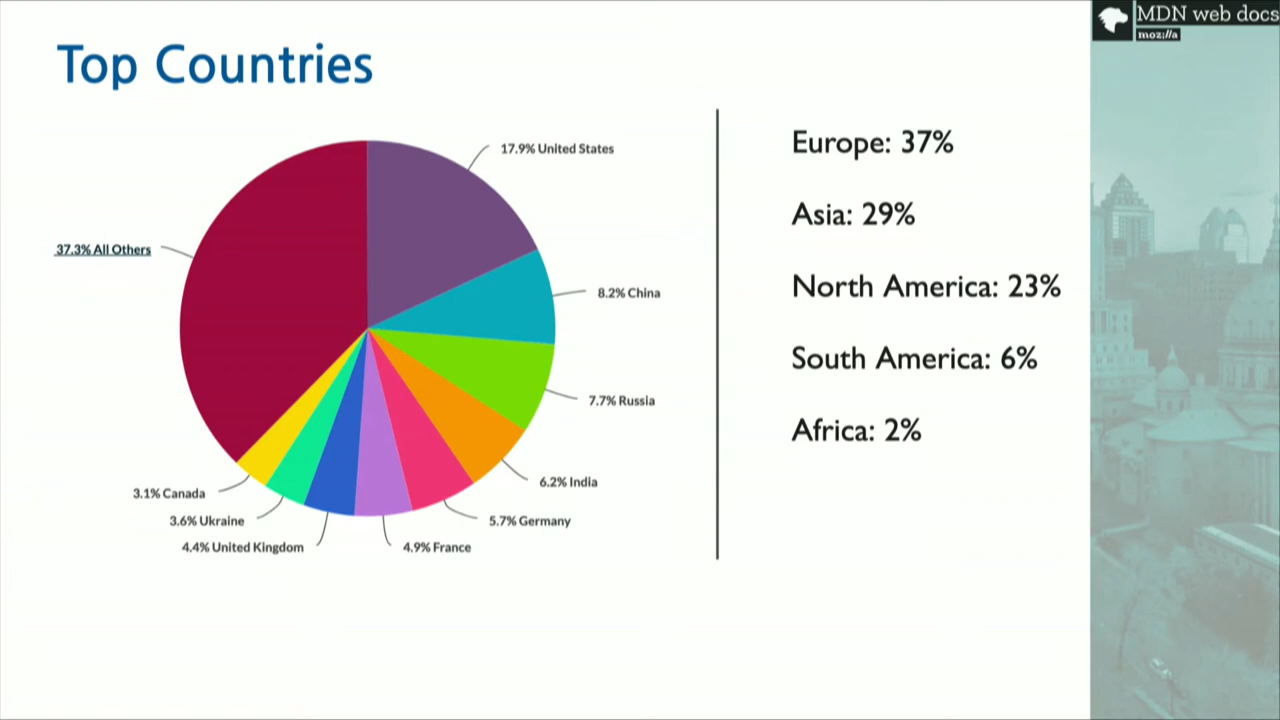 MDN web docs
moz://a
Top Countries
17.9% United States
8.2% China
7.7% Russia
6.2% India
5.7% Germany
4.9% France
4.4% United Kingdom
3.6% Ukraine
3.1% Canada
37.3% All Others
Europe: 37%
Asia: 29%
North America: 23%
South America: 6%
Africa: 2%